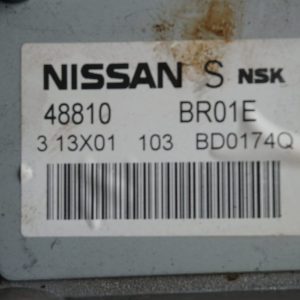 NISSAN S NSK
48810 BR01E
3 13X01 103 BD0174Q